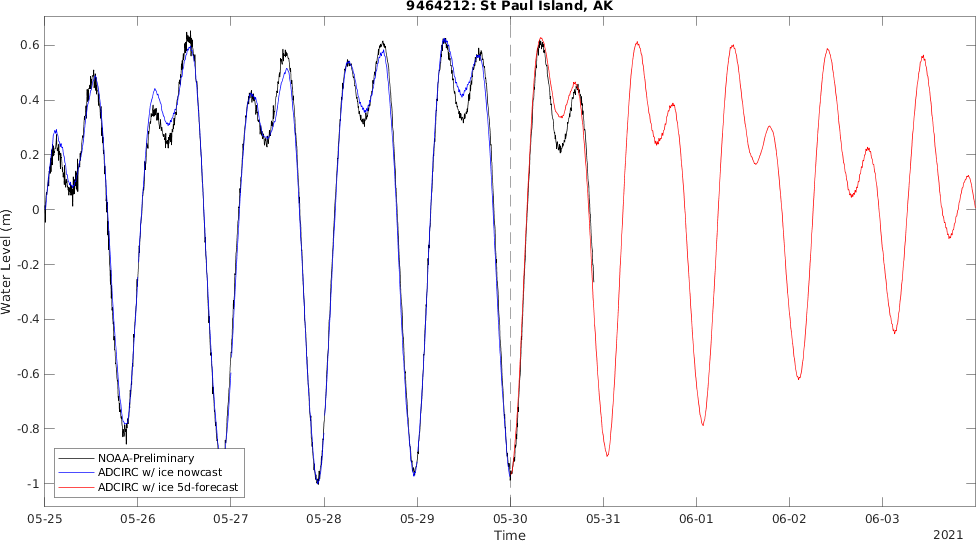 9464212: St Paul Island, AK
0.6
0.4
0.2
0
-0.2
-0.4
-0.6
-0.8
-1
Water Level (m)
NOAA-Preliminary
ADCIRC w/ ice nowcast
ADCIRC w/ ice 5d-forecast
05-25 05-26 05-27 05-28 05-29 05-30 05-31 06-01 06-02 06-03
Time
2021